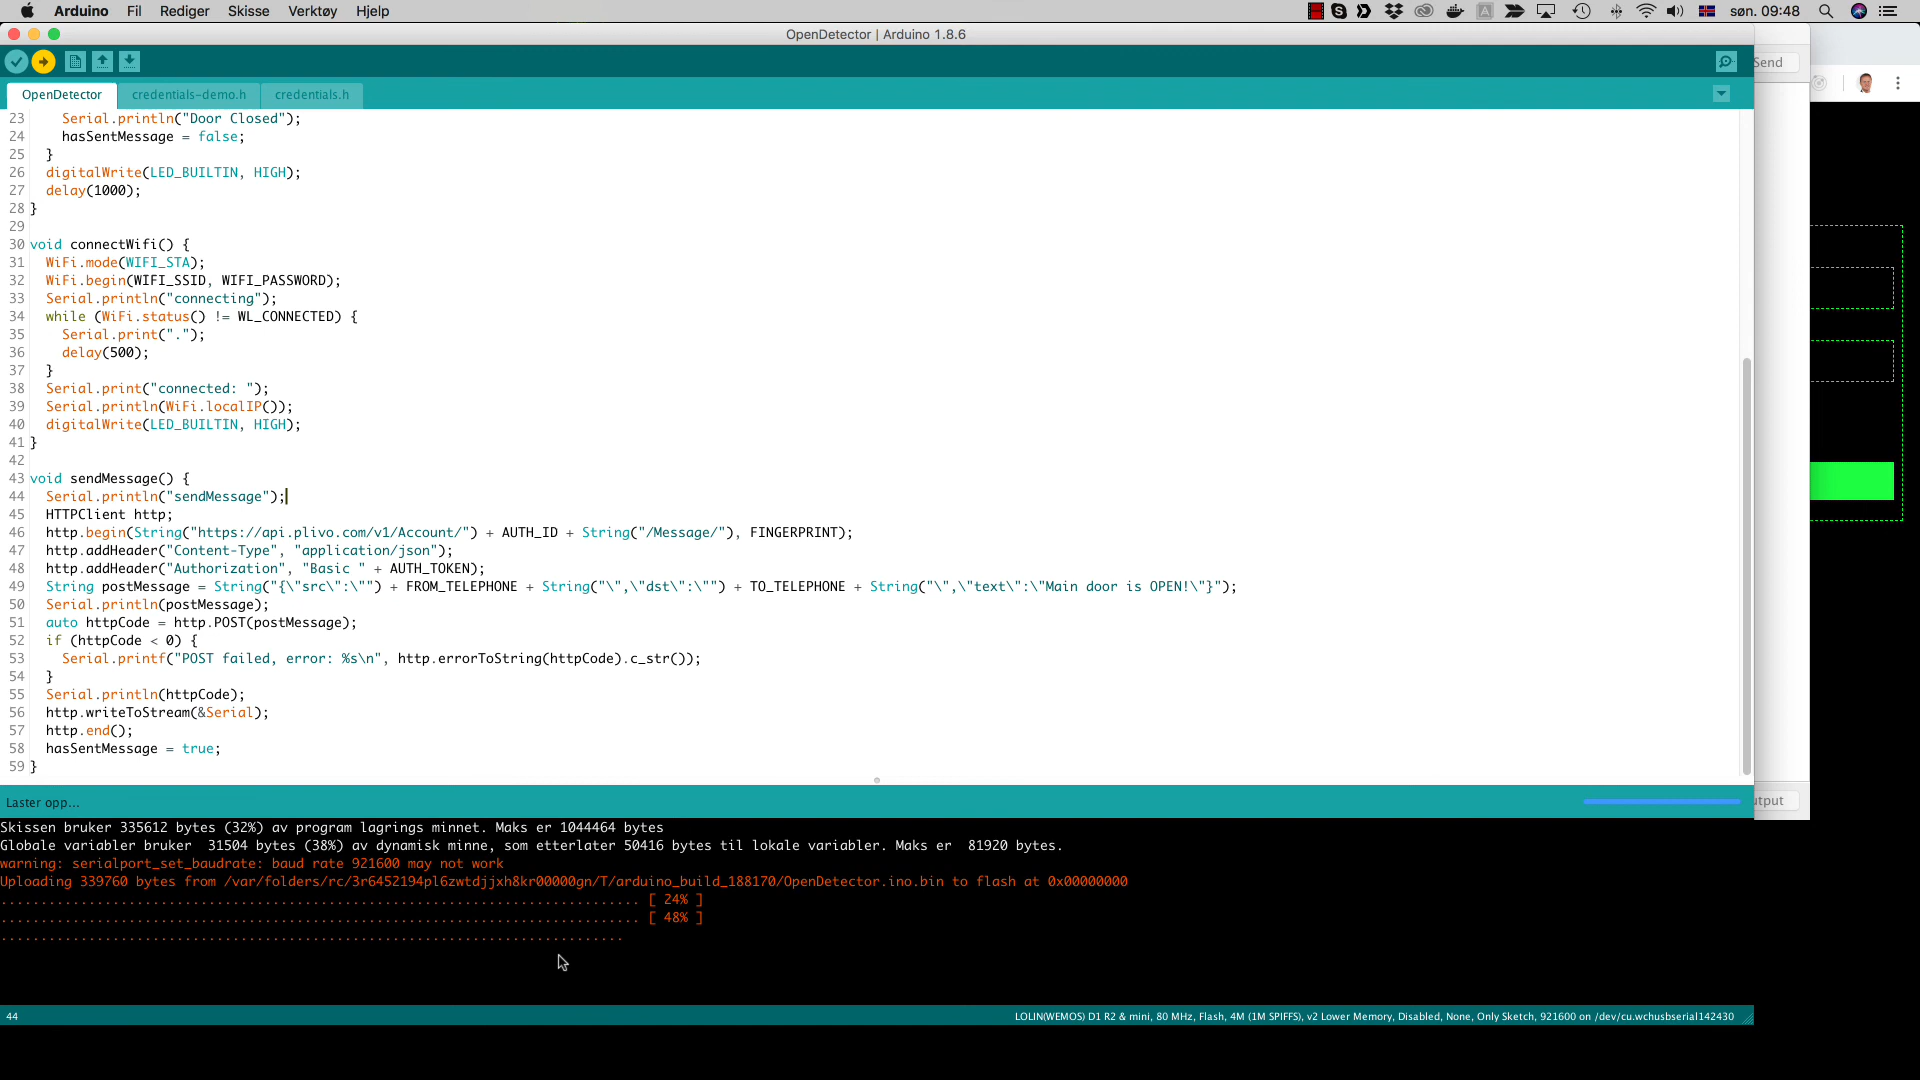 Arduino Fil Rediger Skisse Verktøy Hjelp søn. 09:48
OpenDetector | Arduino 1.8.6
Send
OpenDetector credentials-demo.h credentials.h
23 Serial.println("Door Closed");
24 hasSentMessage = false;
25 }
26 digitalWrite(LED_BUILTIN, HIGH);
27 delay(1000);
28 }
29
30 void connectWifi() {
31 WiFi.mode(WIFI_STA);
32 WiFi.begin(WIFI_SSID, WIFI_PASSWORD);
33 Serial.println("connecting");
34 while (WiFi.status() != WL_CONNECTED) {
35 Serial.print(".");
36 delay(500);
37 }
38 Serial.print("connected: ");
39 Serial.println(WiFi.localIP());
40 digitalWrite(LED_BUILTIN, HIGH);
41 }
42
43 void sendMessage() {
44 Serial.println("sendMessage");
45 HTTPClient http;
46 http.begin(String("https://api.plivo.com/v1/Account/") + AUTH_ID + String("/Message/"), FINGERPRINT);
47 http.addHeader("Content-Type", "application/json");
48 http.addHeader("Authorization", "Basic " + AUTH_TOKEN);
49 String postMessage = String("{\"src\":\"") + FROM_TELEPHONE + String("\",\"dst\":\"") + TO_TELEPHONE + String("\",\"text\":\"Main door is OPEN!\"}");
50 Serial.println(postMessage);
51 auto httpCode = http.POST(postMessage);
52 if (httpCode < 0) {
53 Serial.printf("POST failed, error: %s\n", http.errorToString(httpCode).c_str());
54 }
55 Serial.println(httpCode);
56 http.writeToStream(&Serial);
57 http.end();
58 hasSentMessage = true;
59 }
Laster opp...
utput
Skissen bruker 335612 bytes (32%) av program lagrings minnet. Maks er 1044464 bytes
Globale variabler bruker 31504 bytes (38%) av dynamisk minne, som etterlater 50416 bytes til lokale variabler. Maks er 81920 bytes.
warning: serialport_set_baudrate: baud rate 921600 may not work
Uploading 339760 bytes from /var/folders/rc/3r6452194pl6zwtdjjxh8kr00000gn/T/arduino_build_188170/OpenDetector.ino.bin to flash at 0x00000000
................................................................................ [ 24% ]
................................................................................ [ 48% ]
..............................................................................
44 LOLIN(WEMOS) D1 R2 & mini, 80 MHz, Flash, 4M (1M SPIFFS), v2 Lower Memory, Disabled, None, Only Sketch, 921600 on /dev/cu.wchusbserial142430